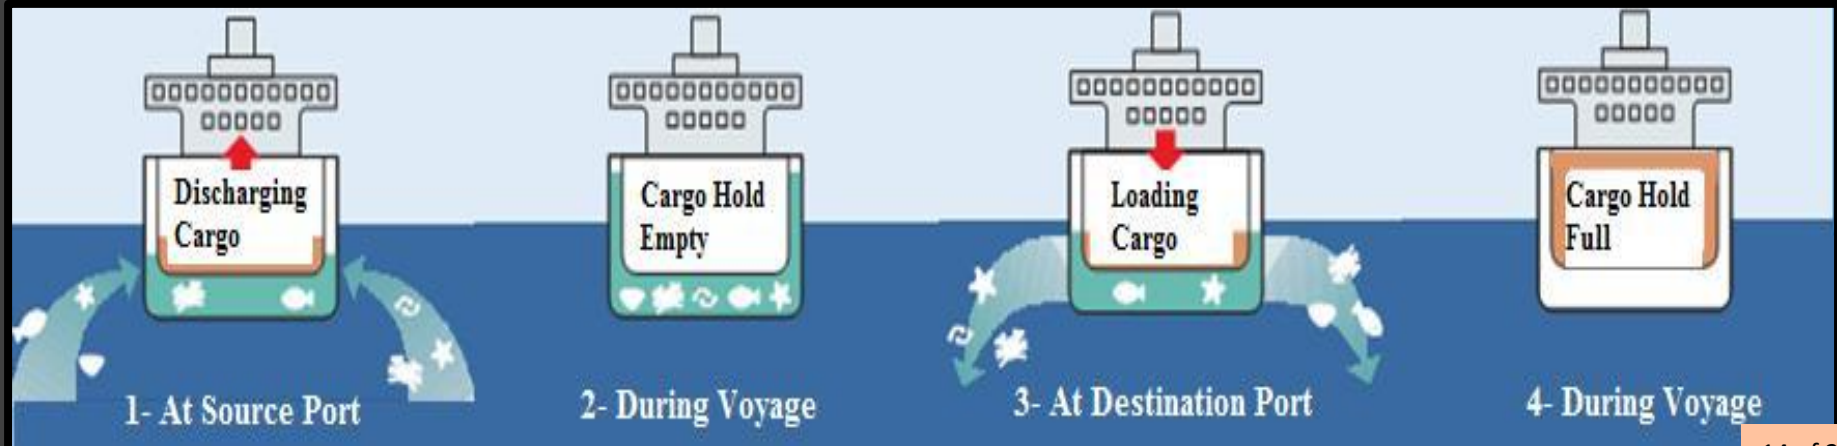 Discharging
Cargo
1- At Source Port
Cargo Hold
Empty
2- During Voyage
Loading
Cargo
3- At Destination Port
Cargo Hold
Full
4- During Voyage